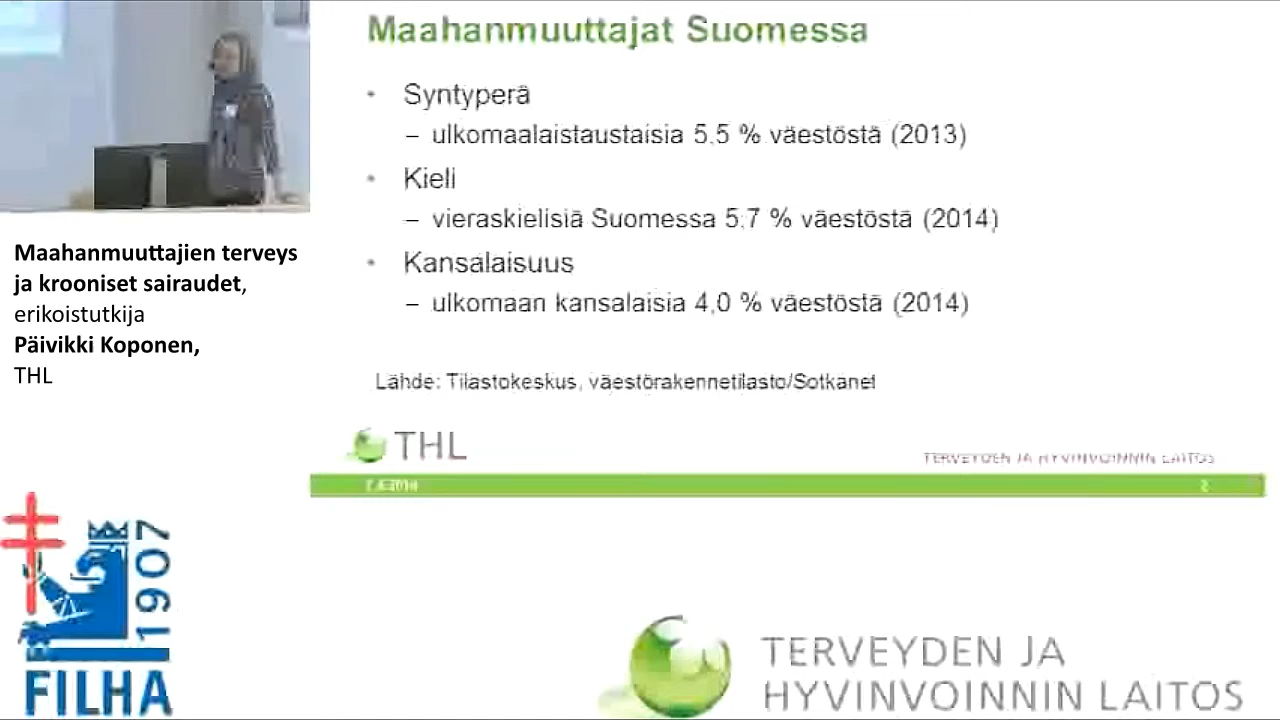 Maahanmuuttajat Suomessa
• Syntyperä
– ulkomaalaistaustaisia 5,5 % väestöstä (2013)
• Kieli
– vieraskielisiä Suomessa 5,7 % väestöstä (2014)
• Kansalaisuus
– ulkomaan kansalaisia 4,0 % väestöstä (2014)
Lähde: Tilastokeskus, väestörakennetilasto/Sotkanet
THL
TERVEYDEN JA HYVINVOINNIN LAITOS
2
Maahanmuuttajien terveys
ja krooniset sairaudet,
erikoistutkija
Päivikki Koponen,
THL
1907
FILHA
TERVEYDEN JA
HYVINVOINNIN LAITOS